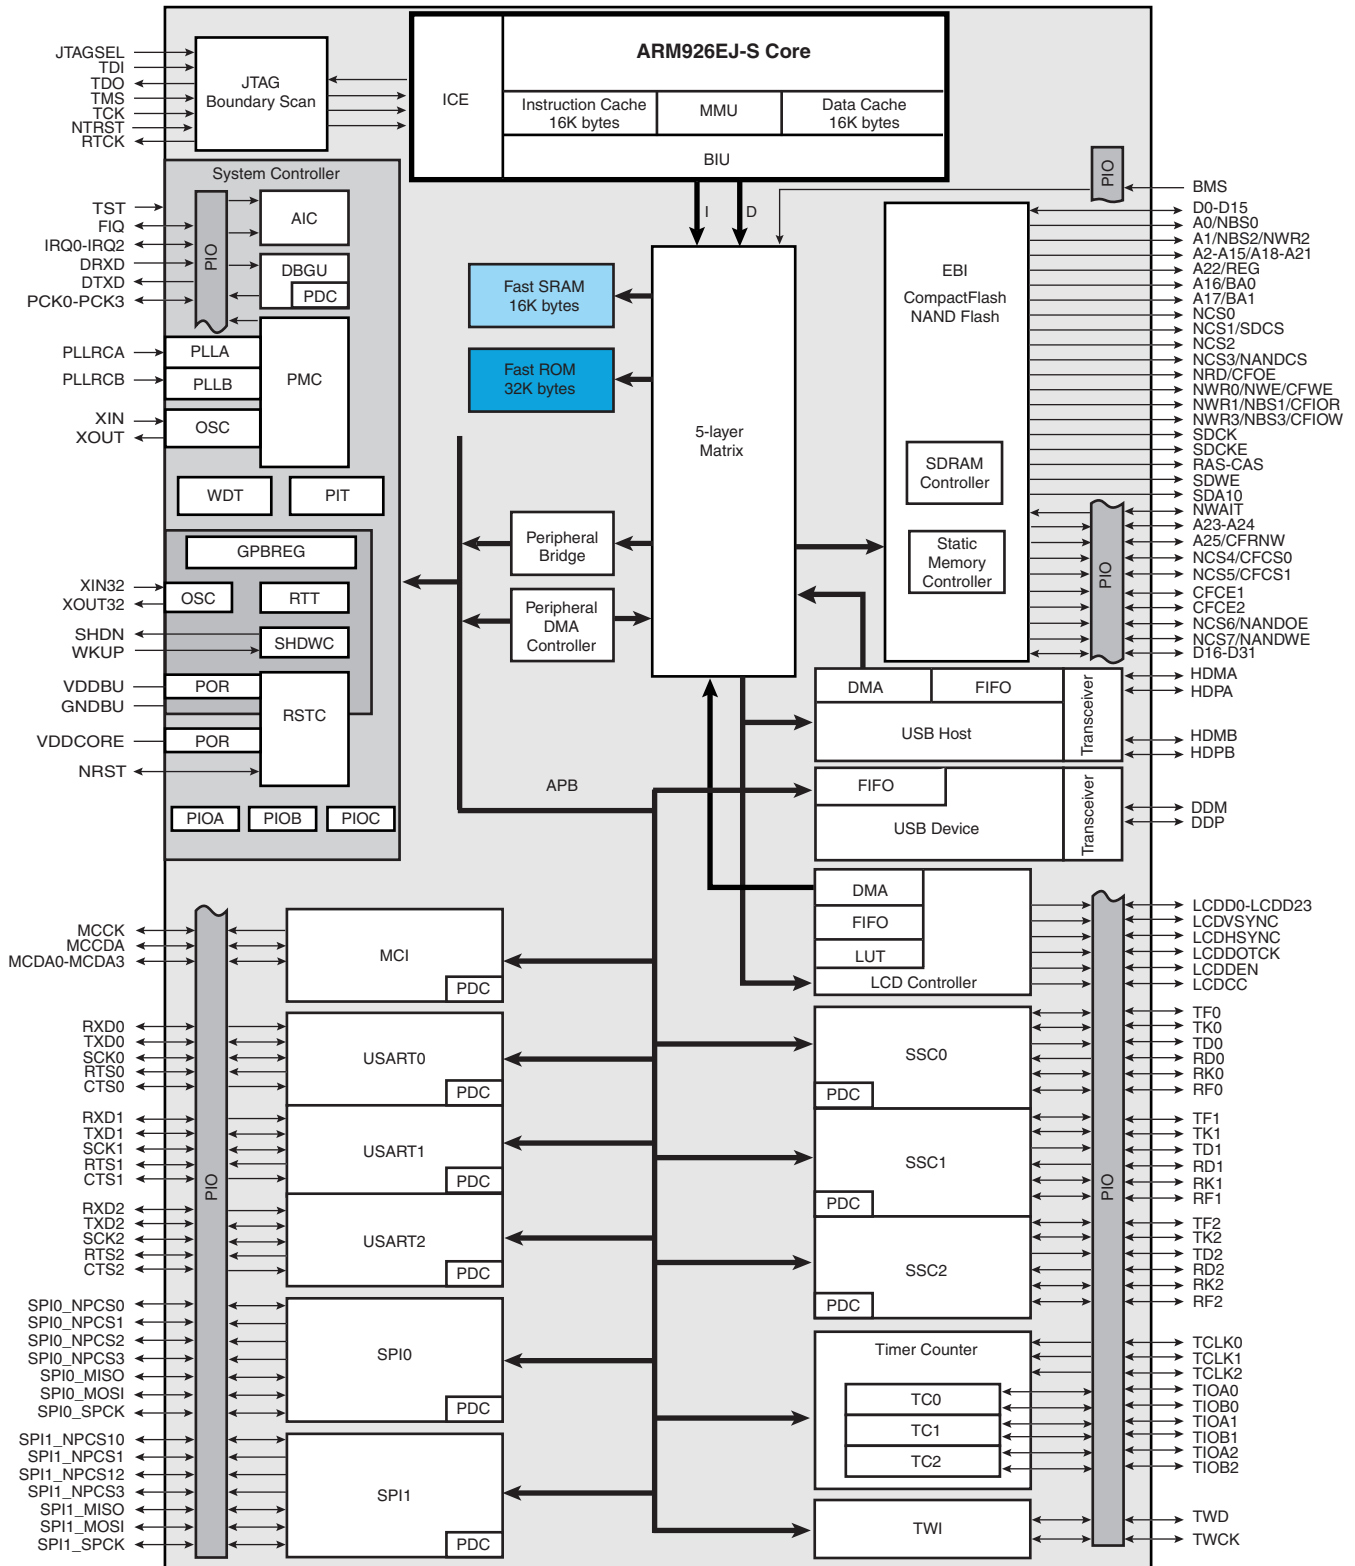 ARM926EJ-S Core
ICE
Instruction Cache
16K bytes
MMU
Data Cache
16K bytes
BIU
I
D
JTAGSEL
TDI
TDO
TMS
TCK
NTRST
RTCK
JTAG
Boundary Scan
System Controller
TST
FIQ
IRQ0-IRQ2
DRXD
DTXD
PCK0-PCK3
PIO
AIC
DBGU
PDC
PLLRCA
PLLRCB
XIN
XOUT
PLLA
PLLB
OSC
PMC
WDT
PIT
GPBREG
XIN32
XOUT32
OSC
RTT
SHDN
WKUP
SHDWC
VDDBU
GNDBU
POR
RSTC
VDDCORE
POR
NRST
PIOA
PIOB
PIOC
Fast SRAM
16K bytes
Fast ROM
32K bytes
5-layer
Matrix
Peripheral
Bridge
Peripheral
DMA
Controller
APB
PIO
BMS
EBI
CompactFlash
NAND Flash
SDRAM
Controller
Static
Memory
Controller
D0-D15
A0/NBS0
A1/NBS2/NWR2
A2-A15/A18-A21
A22/REG
A16/BA0
A17/BA1
NCS0
NCS1/SDCS
NCS2
NCS3/NANDCS
NRD/CFOE
NWR0/NWE/CFWE
NWR1/NBS1/CFIOR
NWR3/NBS3/CFIOW
SDCK
SDCKE
RAS-CAS
SDWE
SDA10
PIO
NWAIT
A23-A24
A25/CFRNW
NCS4/CFCS0
NCS5/CFCS1
CFCE1
CFCE2
NCS6/NANDOE
NCS7/NANDWE
D16-D31
DMA
FIFO
USB Host
Transceiver
HDMA
HDPA
HDMB
HDPB
FIFO
USB Device
Transceiver
DDM
DDP
DMA
FIFO
LUT
LCD Controller
LCDD0-LCDD23
LCDVSYNC
LCDHSYNC
LCDDOTCK
LCDDEN
LCDCC
MCCK
MCCDA
MCDA0-MCDA3
MCI
PDC
RXD0
TXD0
SCK0
RTS0
CTS0
USART0
PDC
RXD1
TXD1
SCK1
RTS1
CTS1
PIO
USART1
PDC
RXD2
TXD2
SCK2
RTS2
CTS2
USART2
PDC
SPI0_NPCS0
SPI0_NPCS1
SPI0_NPCS2
SPI0_NPCS3
SPI0_MISO
SPI0_MOSI
SPI0_SPCK
SPI0
PDC
SPI1_NPCS10
SPI1_NPCS1
SPI1_NPCS12
SPI1_NPCS3
SPI1_MISO
SPI1_MOSI
SPI1_SPCK
SPI1
PDC
SSC0
PDC
TF0
TK0
TD0
RD0
RK0
RF0
SSC1
PDC
PIO
TF1
TK1
TD1
RD1
RK1
RF1
SSC2
PDC
TF2
TK2
TD2
RD2
RK2
RF2
Timer Counter
TC0
TC1
TC2
TCLK0
TCLK1
TCLK2
TIOA0
TIOB0
TIOA1
TIOB1
TIOA2
TIOB2
TWI
TWD
TWCK